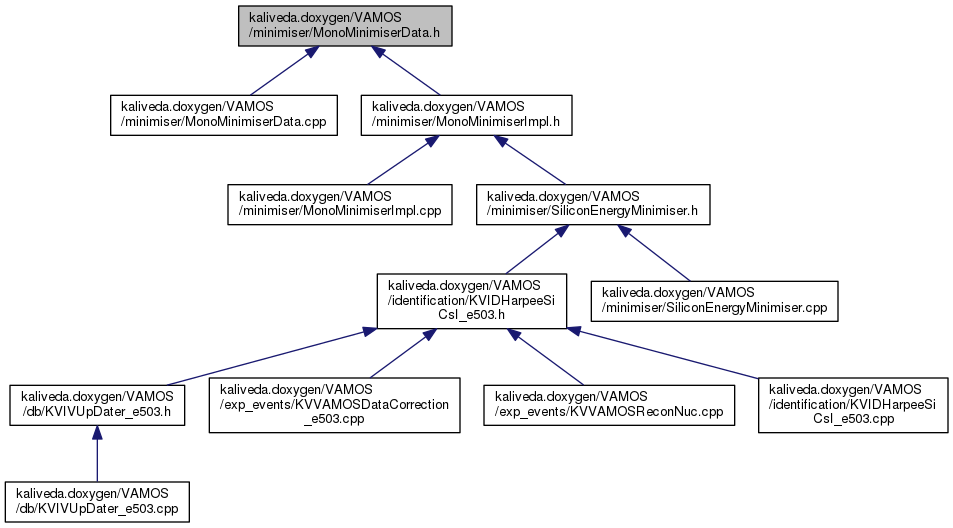 kaliveda.doxygen/VAMOS
/minimiser/MonoMinimiserData.h
kaliveda.doxygen/VAMOS
/minimiser/MonoMinimiserData.cpp
kaliveda.doxygen/VAMOS
/minimiser/MonoMinimiserImpl.h
kaliveda.doxygen/VAMOS
/minimiser/MonoMinimiserImpl.cpp
kaliveda.doxygen/VAMOS
/minimiser/SiliconEnergyMinimiser.h
kaliveda.doxygen/VAMOS
/identification/KVIDHarpeeSi
CsI_e503.h
kaliveda.doxygen/VAMOS
/minimiser/SiliconEnergyMinimiser.cpp
kaliveda.doxygen/VAMOS
/db/KVIVUpDater_e503.h
kaliveda.doxygen/VAMOS
/exp_events/KVVAMOSDataCorrection
_e503.cpp
kaliveda.doxygen/VAMOS
/exp_events/KVVAMOSReconNuc.cpp
kaliveda.doxygen/VAMOS
/identification/KVIDHarpeeSi
CsI_e503.cpp
kaliveda.doxygen/VAMOS
/db/KVIVUpDater_e503.cpp